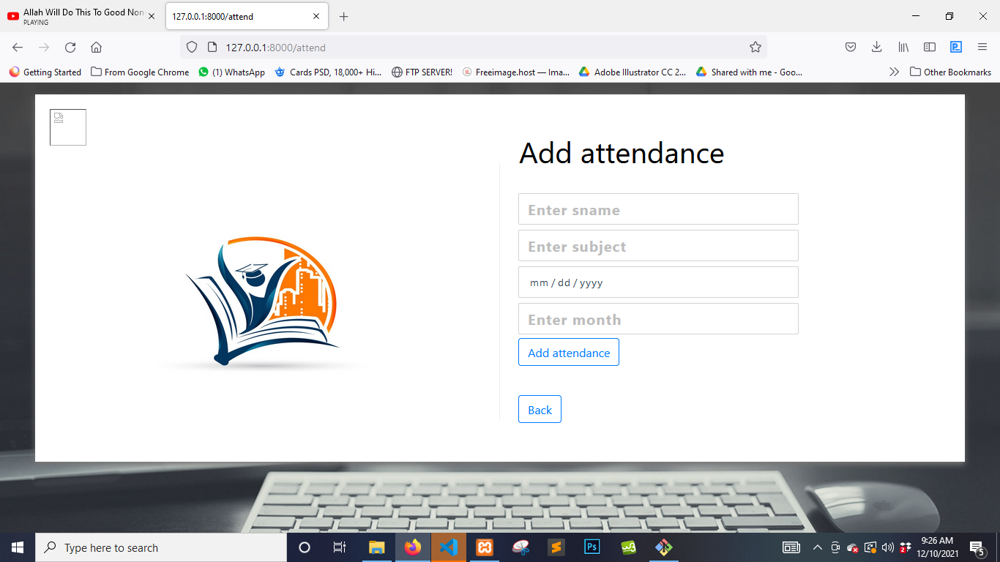 Allah Will Do This To Good Non-
PLAYING
127.0.0.1:8000/attend
127.0.0.1:8000/attend
Getting Started
From Google Chrome
(1) WhatsApp
Cards PSD, 18,000+ Hi...
FTP SERVER!
Freeimage.host — Ima...
Adobe Illustrator CC 2...
Shared with me - Goo...
Other Bookmarks
Add attendance
Enter sname
Enter subject
mm / dd / yyyy
Enter month
Add attendance
Back
Type here to search
Ps
2
9:26 AM
12/10/2021
5